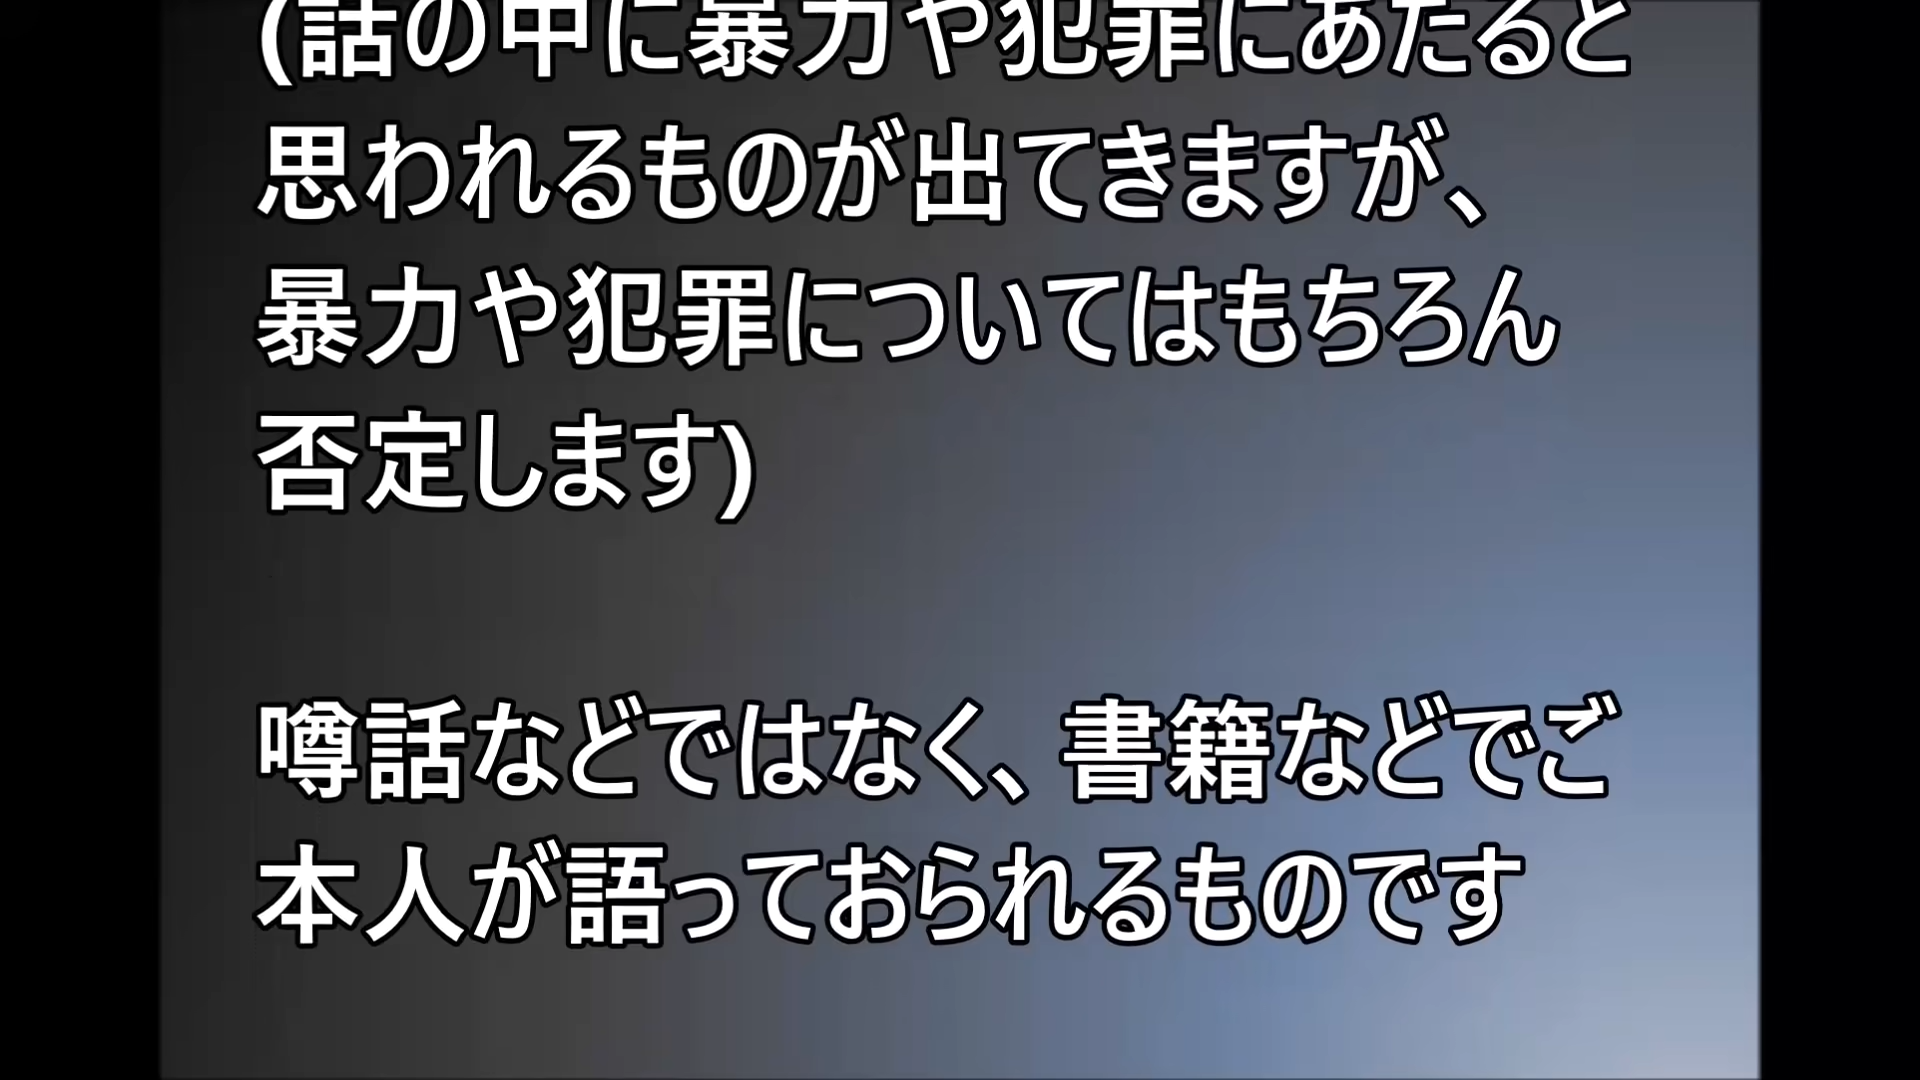 (話の中に暴力や犯罪にあたると
思われるものが出てきますが、
暴力や犯罪についてはもちろん
否定します)
噂話などではなく、書籍などでご
本人が語っておられるものです